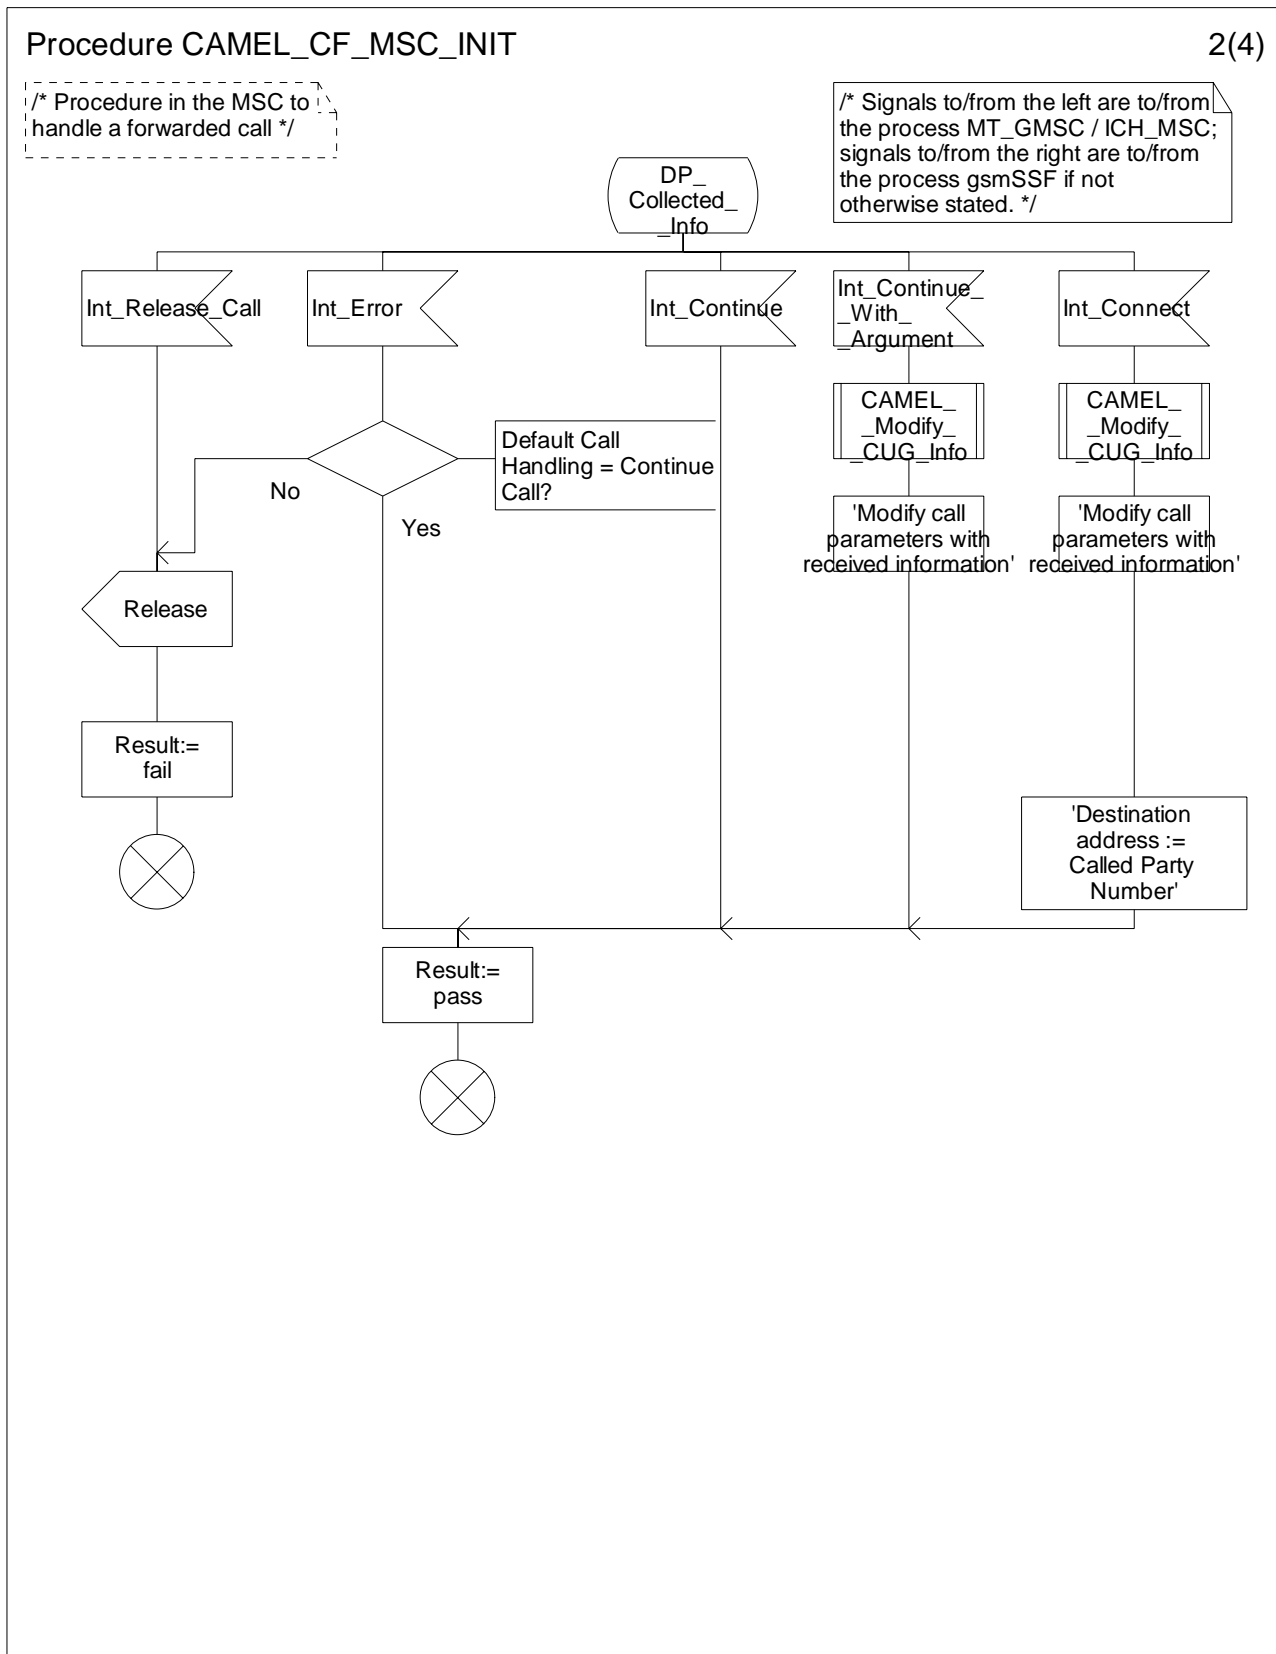 Procedure CAMEL_CF_MSC_INIT
2(4)
/* Procedure in the MSC to
handle a forwarded call */
/* Signals to/from the left are to/from
the process MT_GMSC / ICH_MSC;
signals to/from the right are to/from
the process gsmSSF if not
otherwise stated. */
DP_
Collected_
_Info
Int_Release_Call
Int_Error
Int_Continue
Int_Continue_
_With_
_Argument
Int_Connect
CAMEL_
_Modify_
_CUG_Info
CAMEL_
_Modify_
_CUG_Info
Default Call
Handling = Continue
Call?
No
Yes
'Modify call
parameters with
received information'
'Modify call
parameters with
received information'
Release
Result:=
fail
'Destination
address :=
Called Party
Number'
Result:=
pass